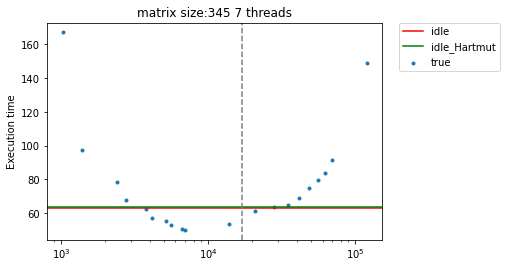 matrix size:345 7 threads
idle
idle_Hartmut
true
Execution time
160
140
120
100
80
60
10³
10⁴
10⁵